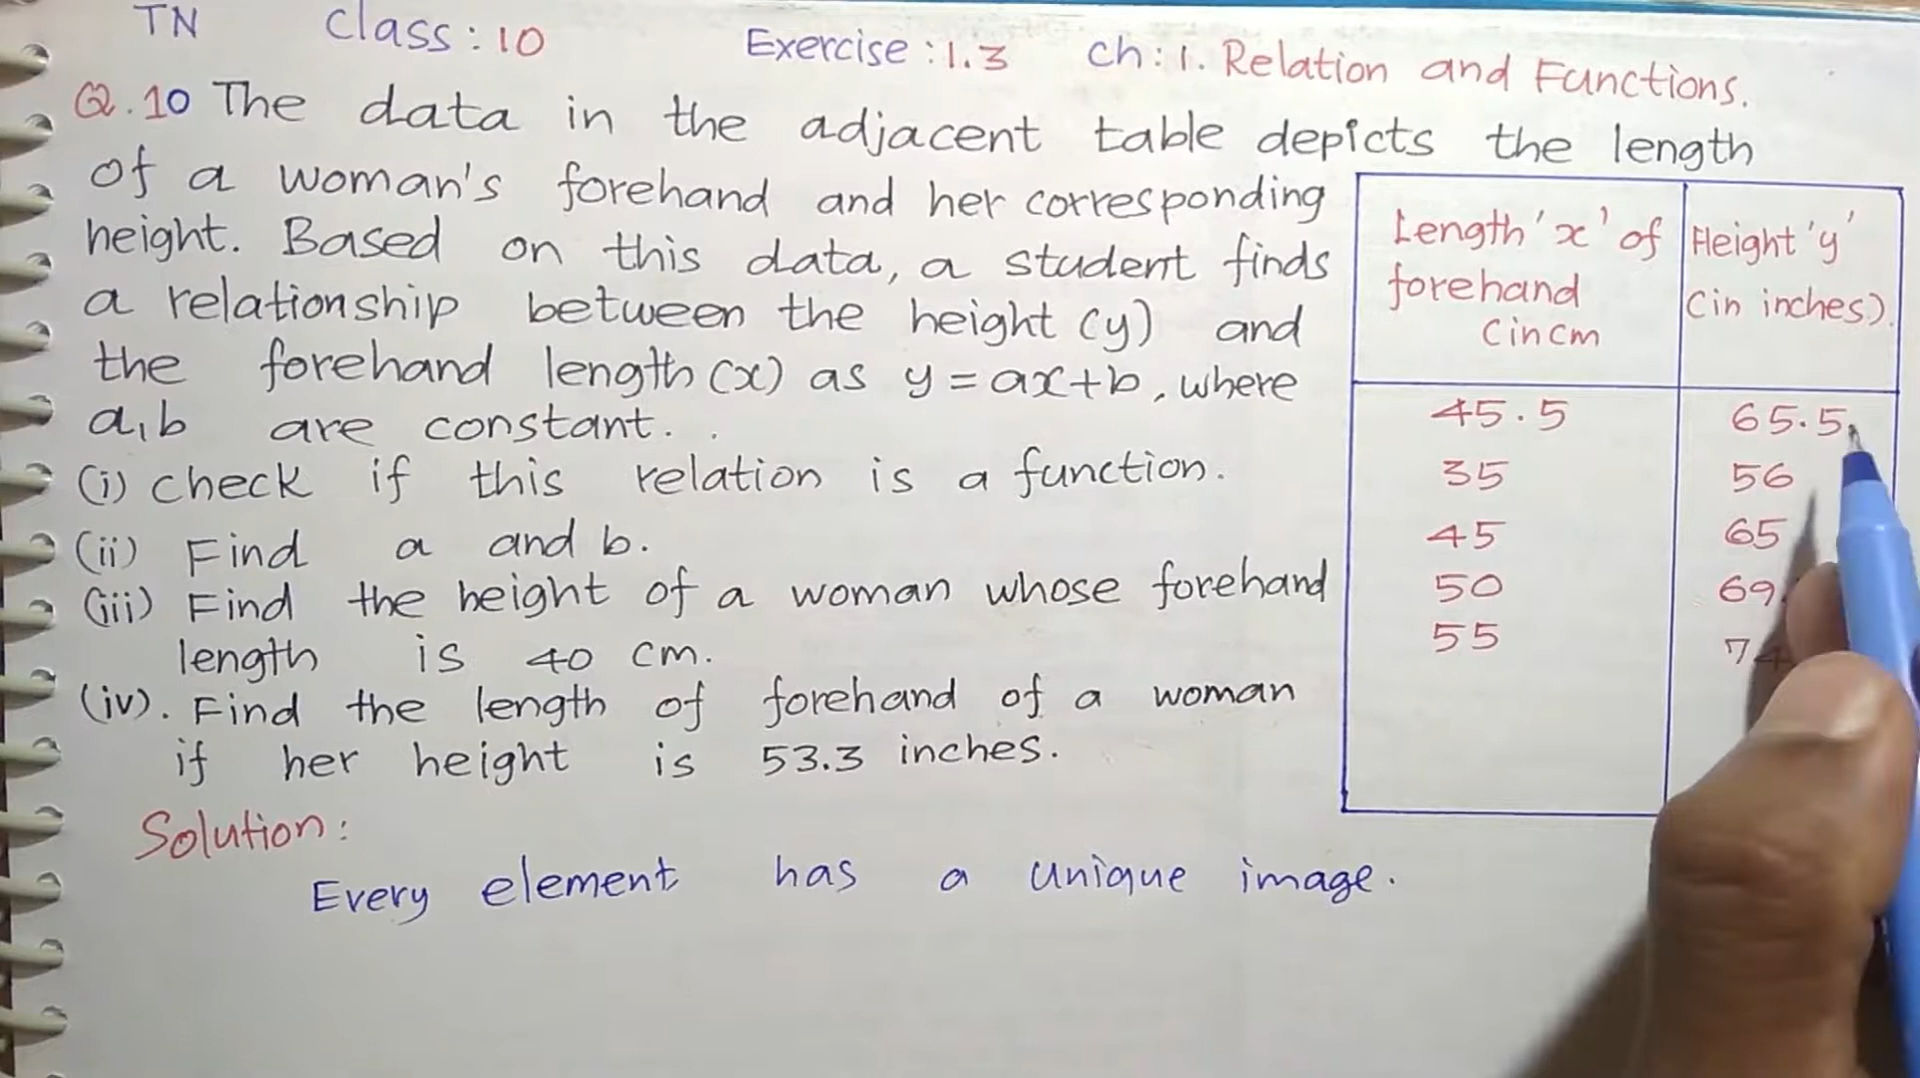 TN Class : 10 Exercise : 1.3 Ch : 1. Relation and Functions.
Q.10 The data in the adjacent table depicts the length
of a woman's forehand and her corresponding
height. Based on this data, a student finds
a relationship between the height (y) and
the forehand length (x) as y = ax+b, where
a,b are constant. .
(i) check if this relation is a function.
(ii) Find a and b.
(iii) Find the height of a woman whose forehand
length is 40 cm.
(iv). Find the length of forehand of a woman
if her height is 53.3 inches.
Length 'x' of
forehand
(in cm
Height 'y'
(in inches).
45.5 65.5
35 56
45 65
50 69
55 74
Solution:
Every element has a unique image.